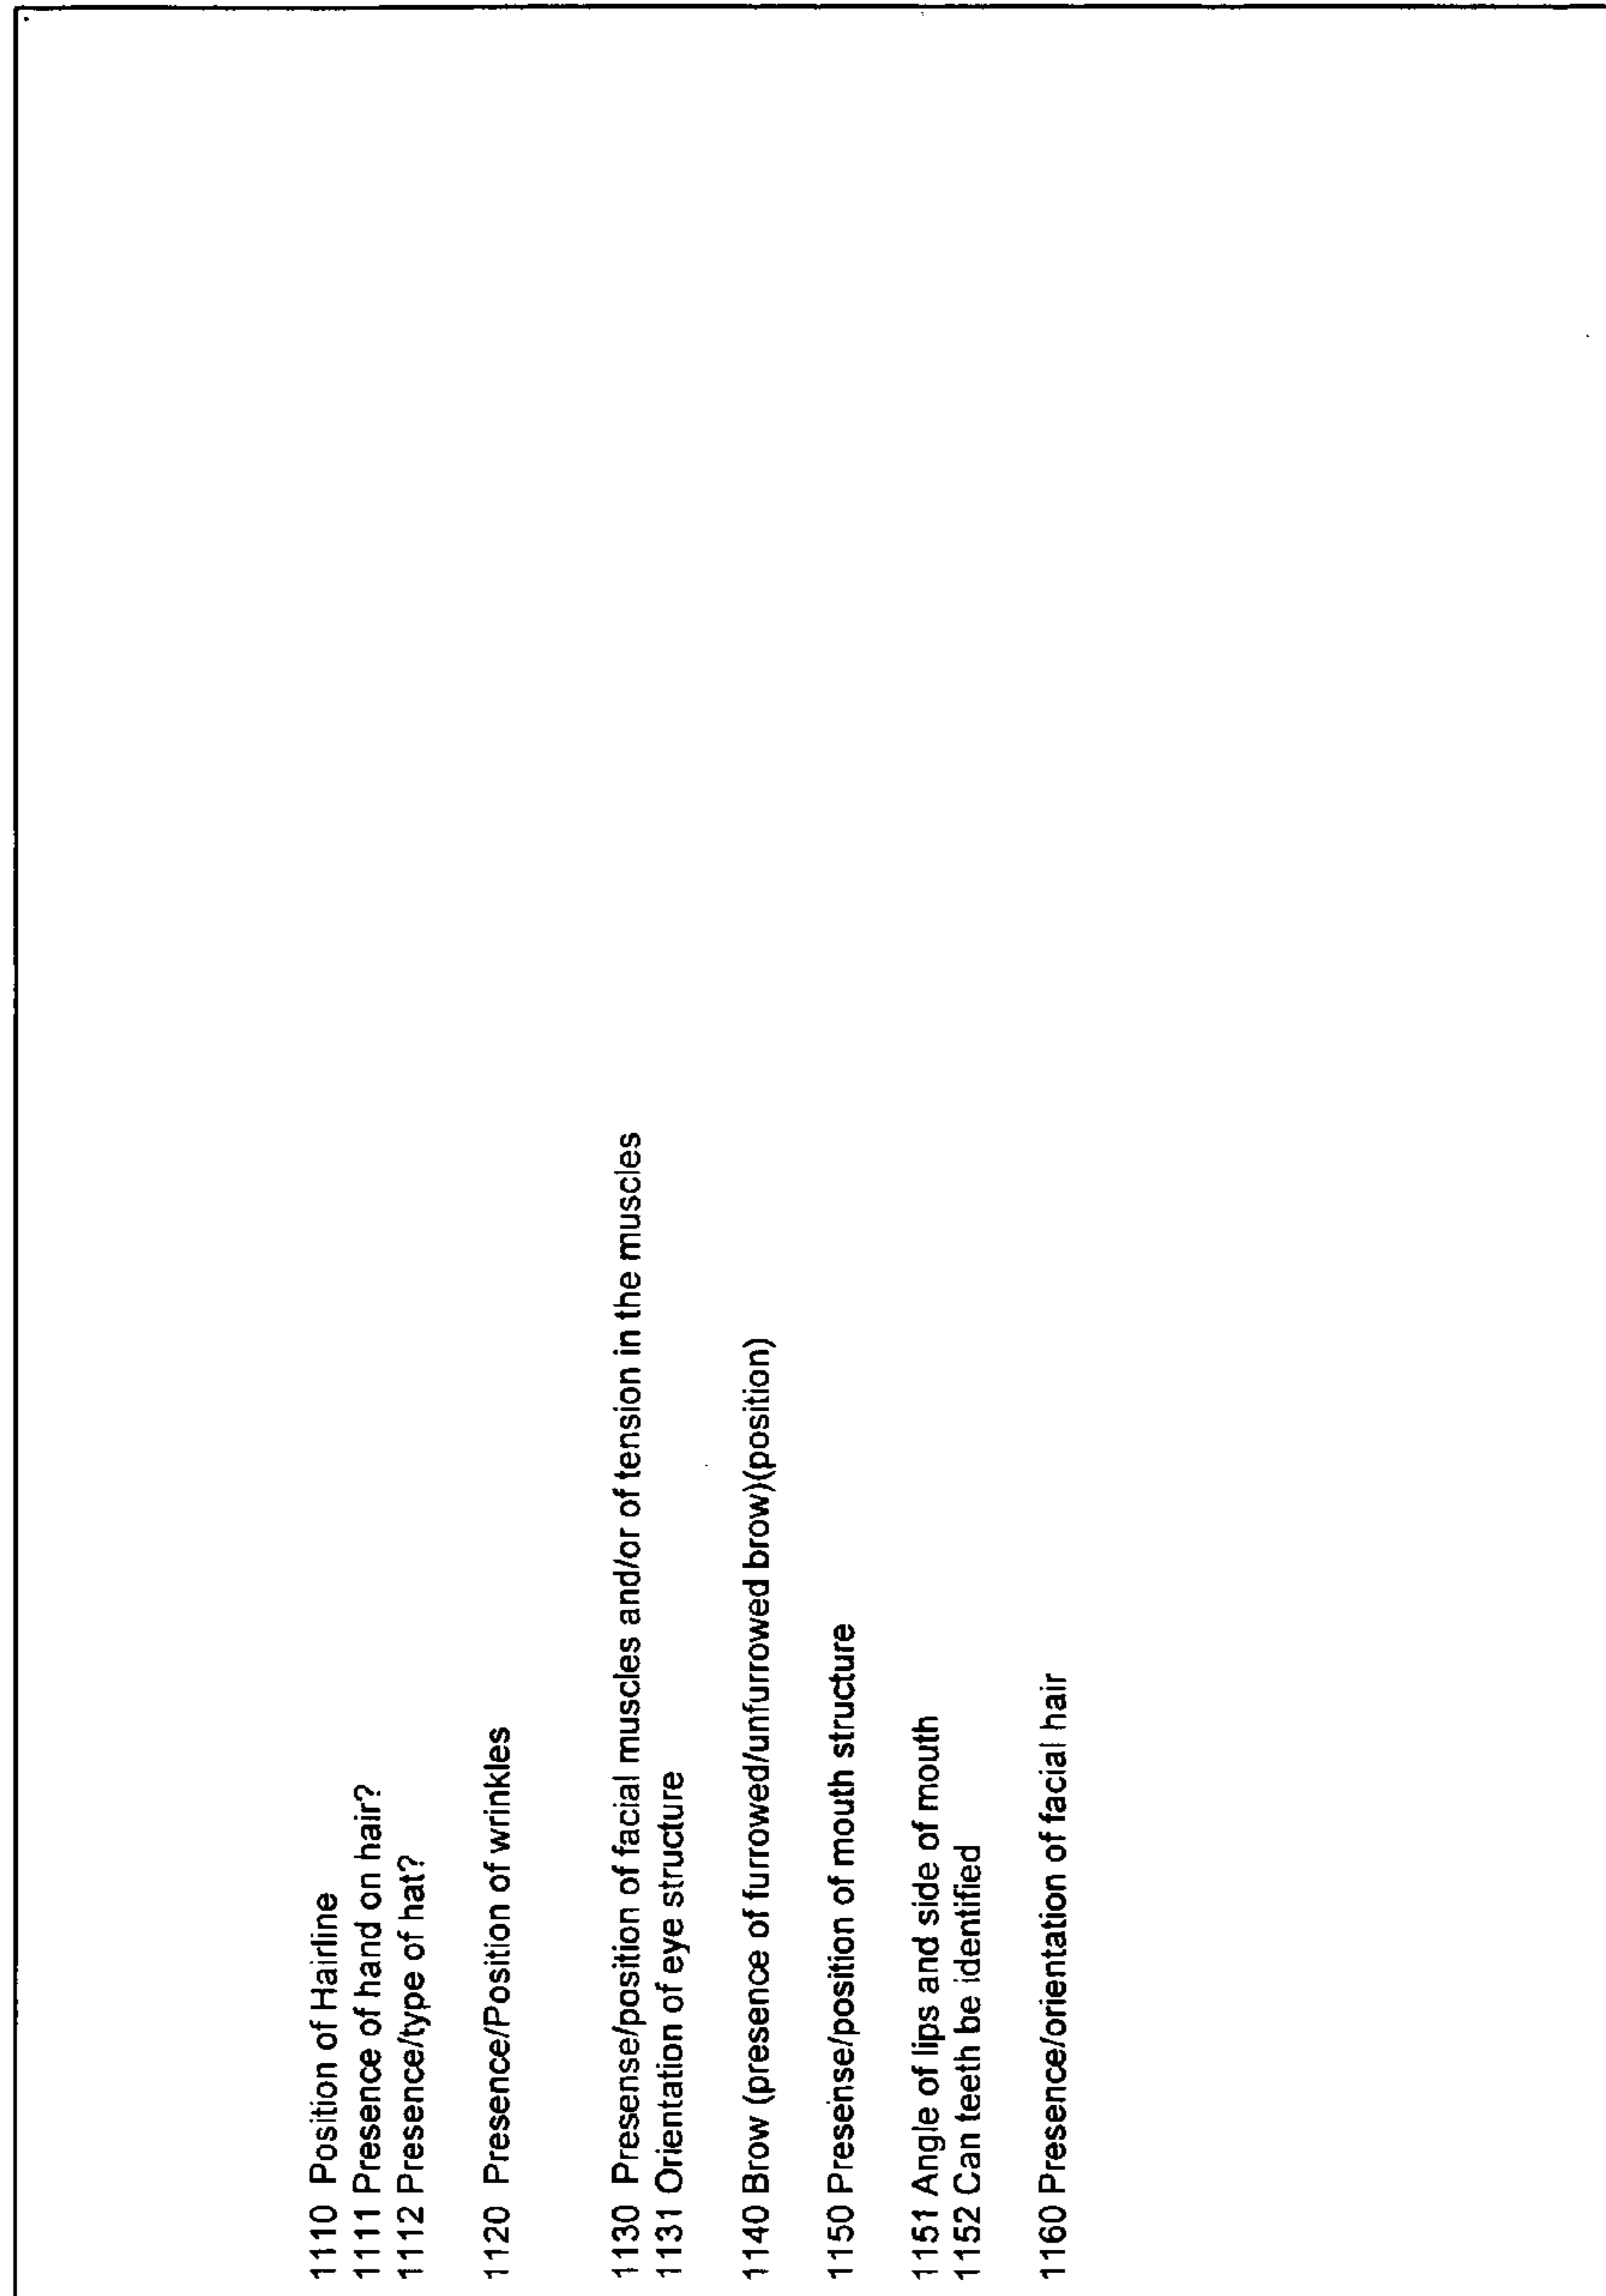 1110 Position of Hairline
1111 Presence of hand on hair?
1112 Presence/type of hat?
1120 Presence/Position of wrinkles
1130 Presense/position of facial muscles and/or of tension in the muscles
1131 Orientation of eye structure
1140 Brow (presence of furrowed/unfurrowed brow)(position)
1150 Presense/position of mouth structure
1151 Angle of lips and side of mouth
1152 Can teeth be identified
1160 Presence/orientation of facial hair